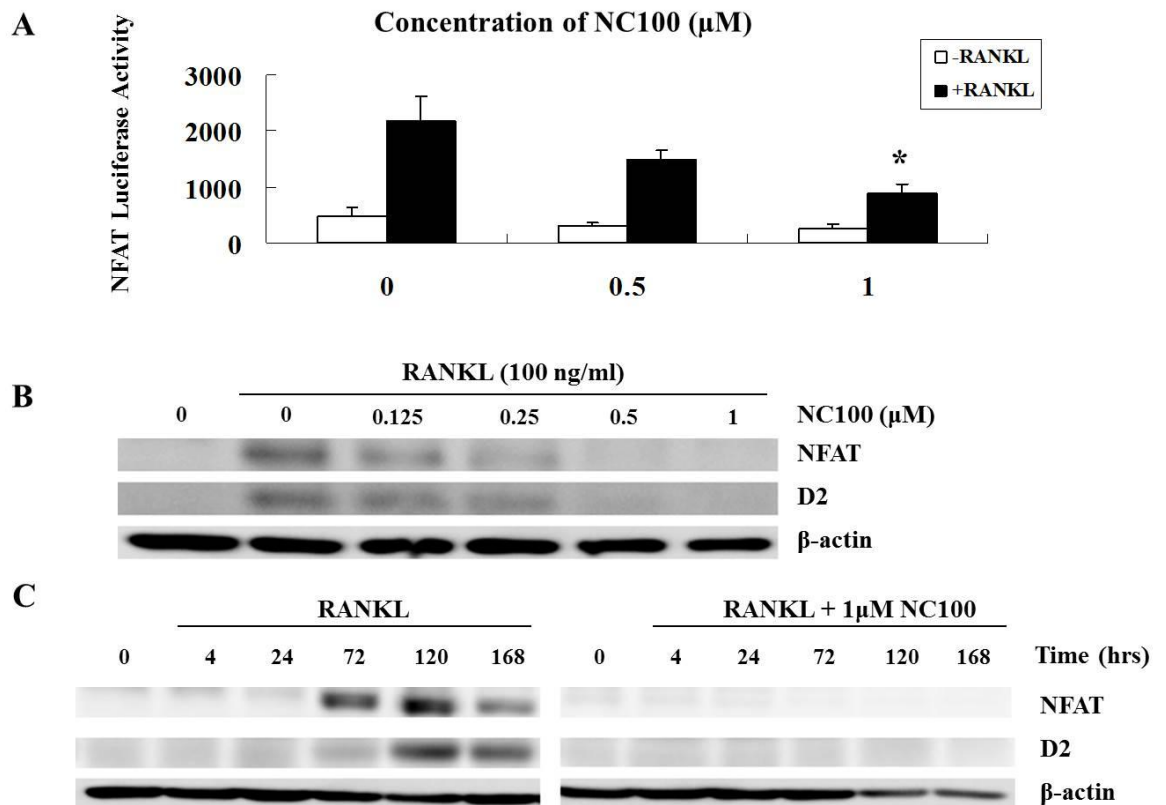 A
Concentration of NC100 (μM)
NFAT Luciferase Activity
-RANKL
+RANKL
3000
2000
1000
0
*
0 0.5 1
B
RANKL (100 ng/ml)
0 0 0.125 0.25 0.5 1 NC100 (μM)
NFAT
D2
β-actin
C
RANKL RANKL + 1μM NC100
0 4 24 72 120 168 0 4 24 72 120 168 Time (hrs)
NFAT
D2
β-actin